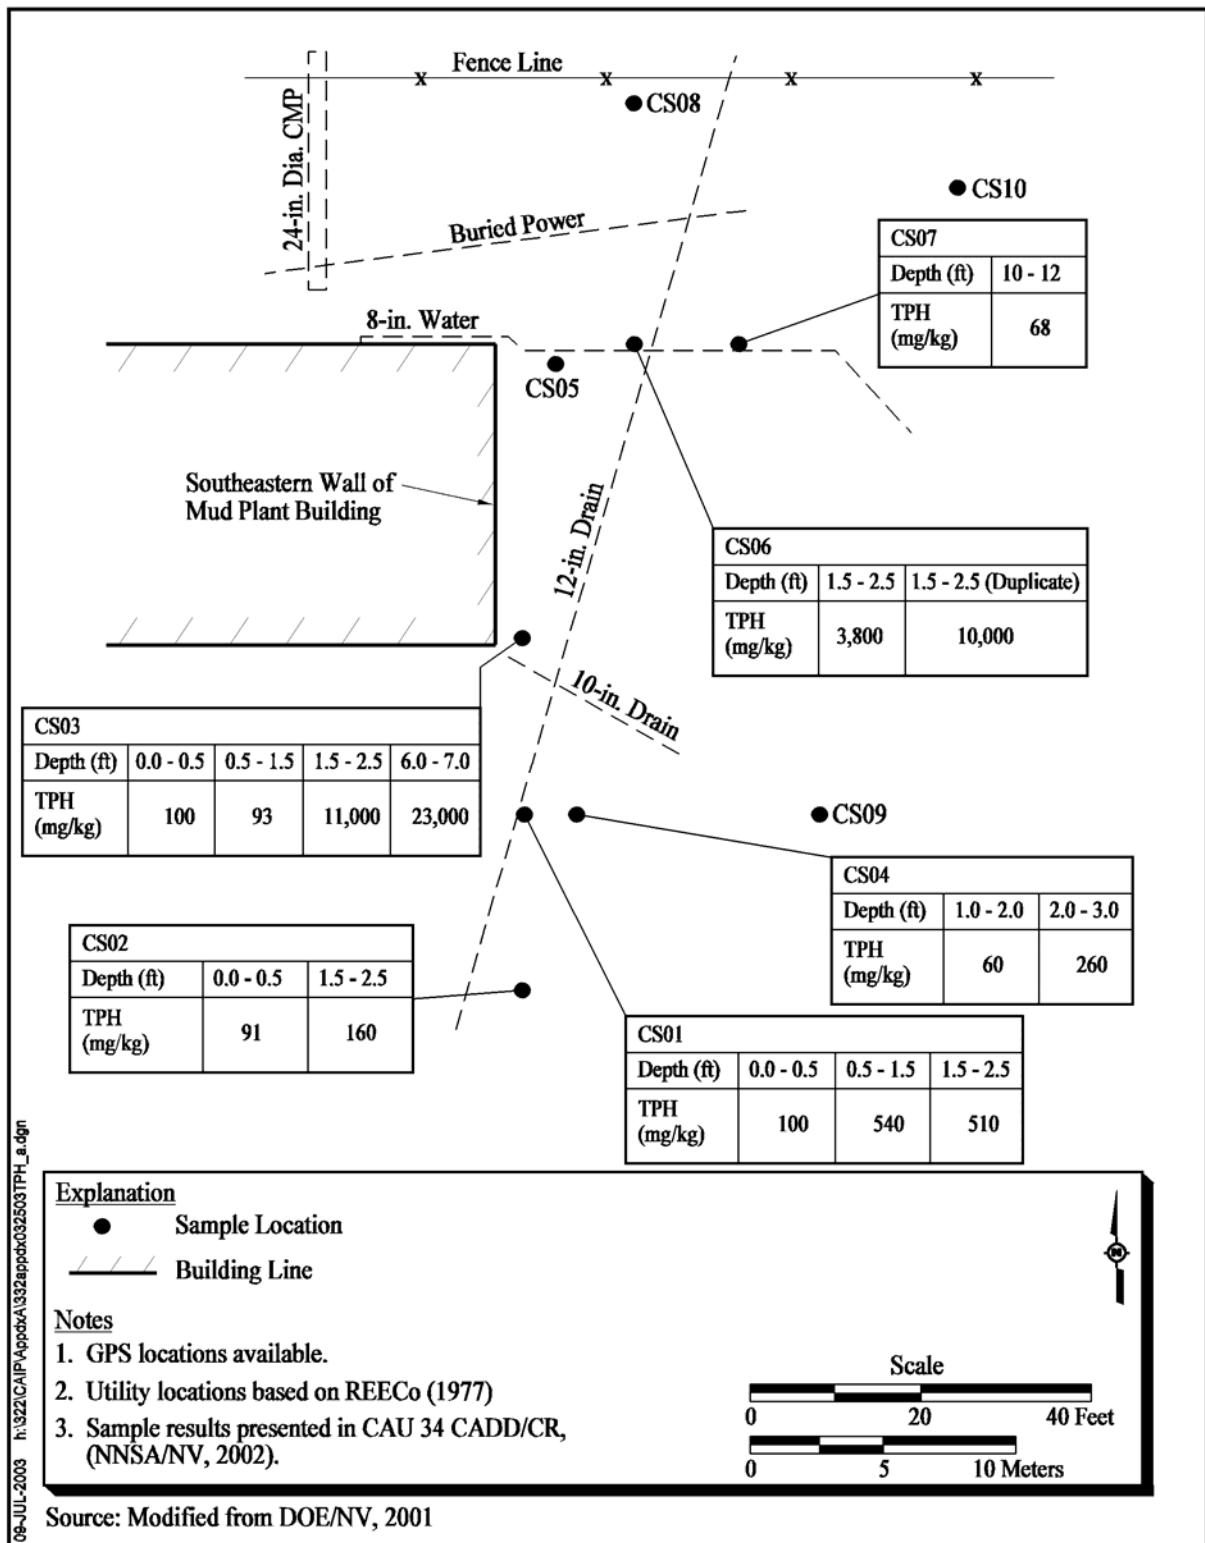 Fence Line
x x x x
24-in. Dia. CMP
CS08
CS10
Buried Power
CS07
Depth (ft) 10 - 12
TPH
(mg/kg) 68
8-in. Water
CS05
Southeastern Wall of
Mud Plant Building
12-in. Drain
CS06
Depth (ft) 1.5 - 2.5 1.5 - 2.5 (Duplicate)
TPH
(mg/kg) 3,800 10,000
10-in. Drain
CS03
Depth (ft) 0.0 - 0.5 0.5 - 1.5 1.5 - 2.5 6.0 - 7.0
TPH
(mg/kg) 100 93 11,000 23,000
CS09
CS04
Depth (ft) 1.0 - 2.0 2.0 - 3.0
TPH
(mg/kg) 60 260
CS02
Depth (ft) 0.0 - 0.5 1.5 - 2.5
TPH
(mg/kg) 91 160
CS01
Depth (ft) 0.0 - 0.5 0.5 - 1.5 1.5 - 2.5
TPH
(mg/kg) 100 540 510
Explanation
Sample Location
Building Line
N
Notes
1. GPS locations available.
2. Utility locations based on REECo (1977)
3. Sample results presented in CAU 34 CADD/CR,
(NNSA/NV, 2002).
Scale
0 20 40 Feet
0 5 10 Meters
09-JUL-2003 h:\322\CAIP\AppdxA\332appdx032503TPH_a.dgn
Source: Modified from DOE/NV, 2001